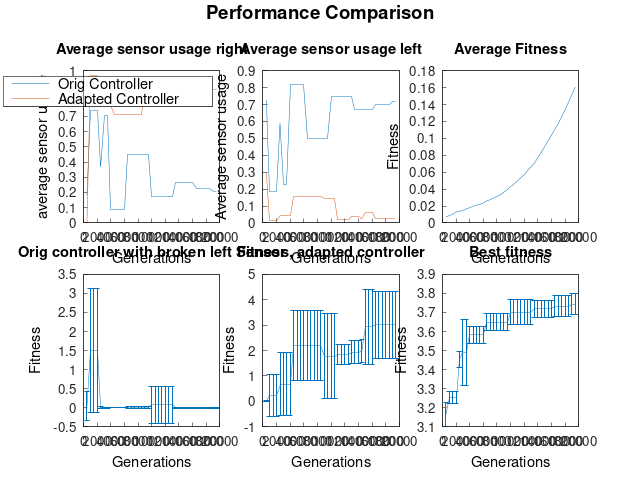 Performance Comparison
Average sensor usage right
Orig Controller
Adapted Controller
average sensor u
1
0.7
0.6
0.5
0.4
0.3
0.2
0.1
0
Generations
Average sensor usage left
Average sensor usage
0.9
0.8
0.7
0.6
0.5
0.4
0.3
0.2
0.1
0
Generations
Average Fitness
Fitness
0.18
0.16
0.14
0.12
0.1
0.08
0.06
0.04
0.02
0
Generations
Orig controller with broken left Sensor
Fitness
3.5
3
2.5
2
1.5
1
0.5
0
-0.5
Generations
Fitness, adapted controller
Fitness
5
4
3
2
1
0
-1
Generations
Best fitness
Fitness
3.9
3.8
3.7
3.6
3.5
3.4
3.3
3.2
3.1
Generations